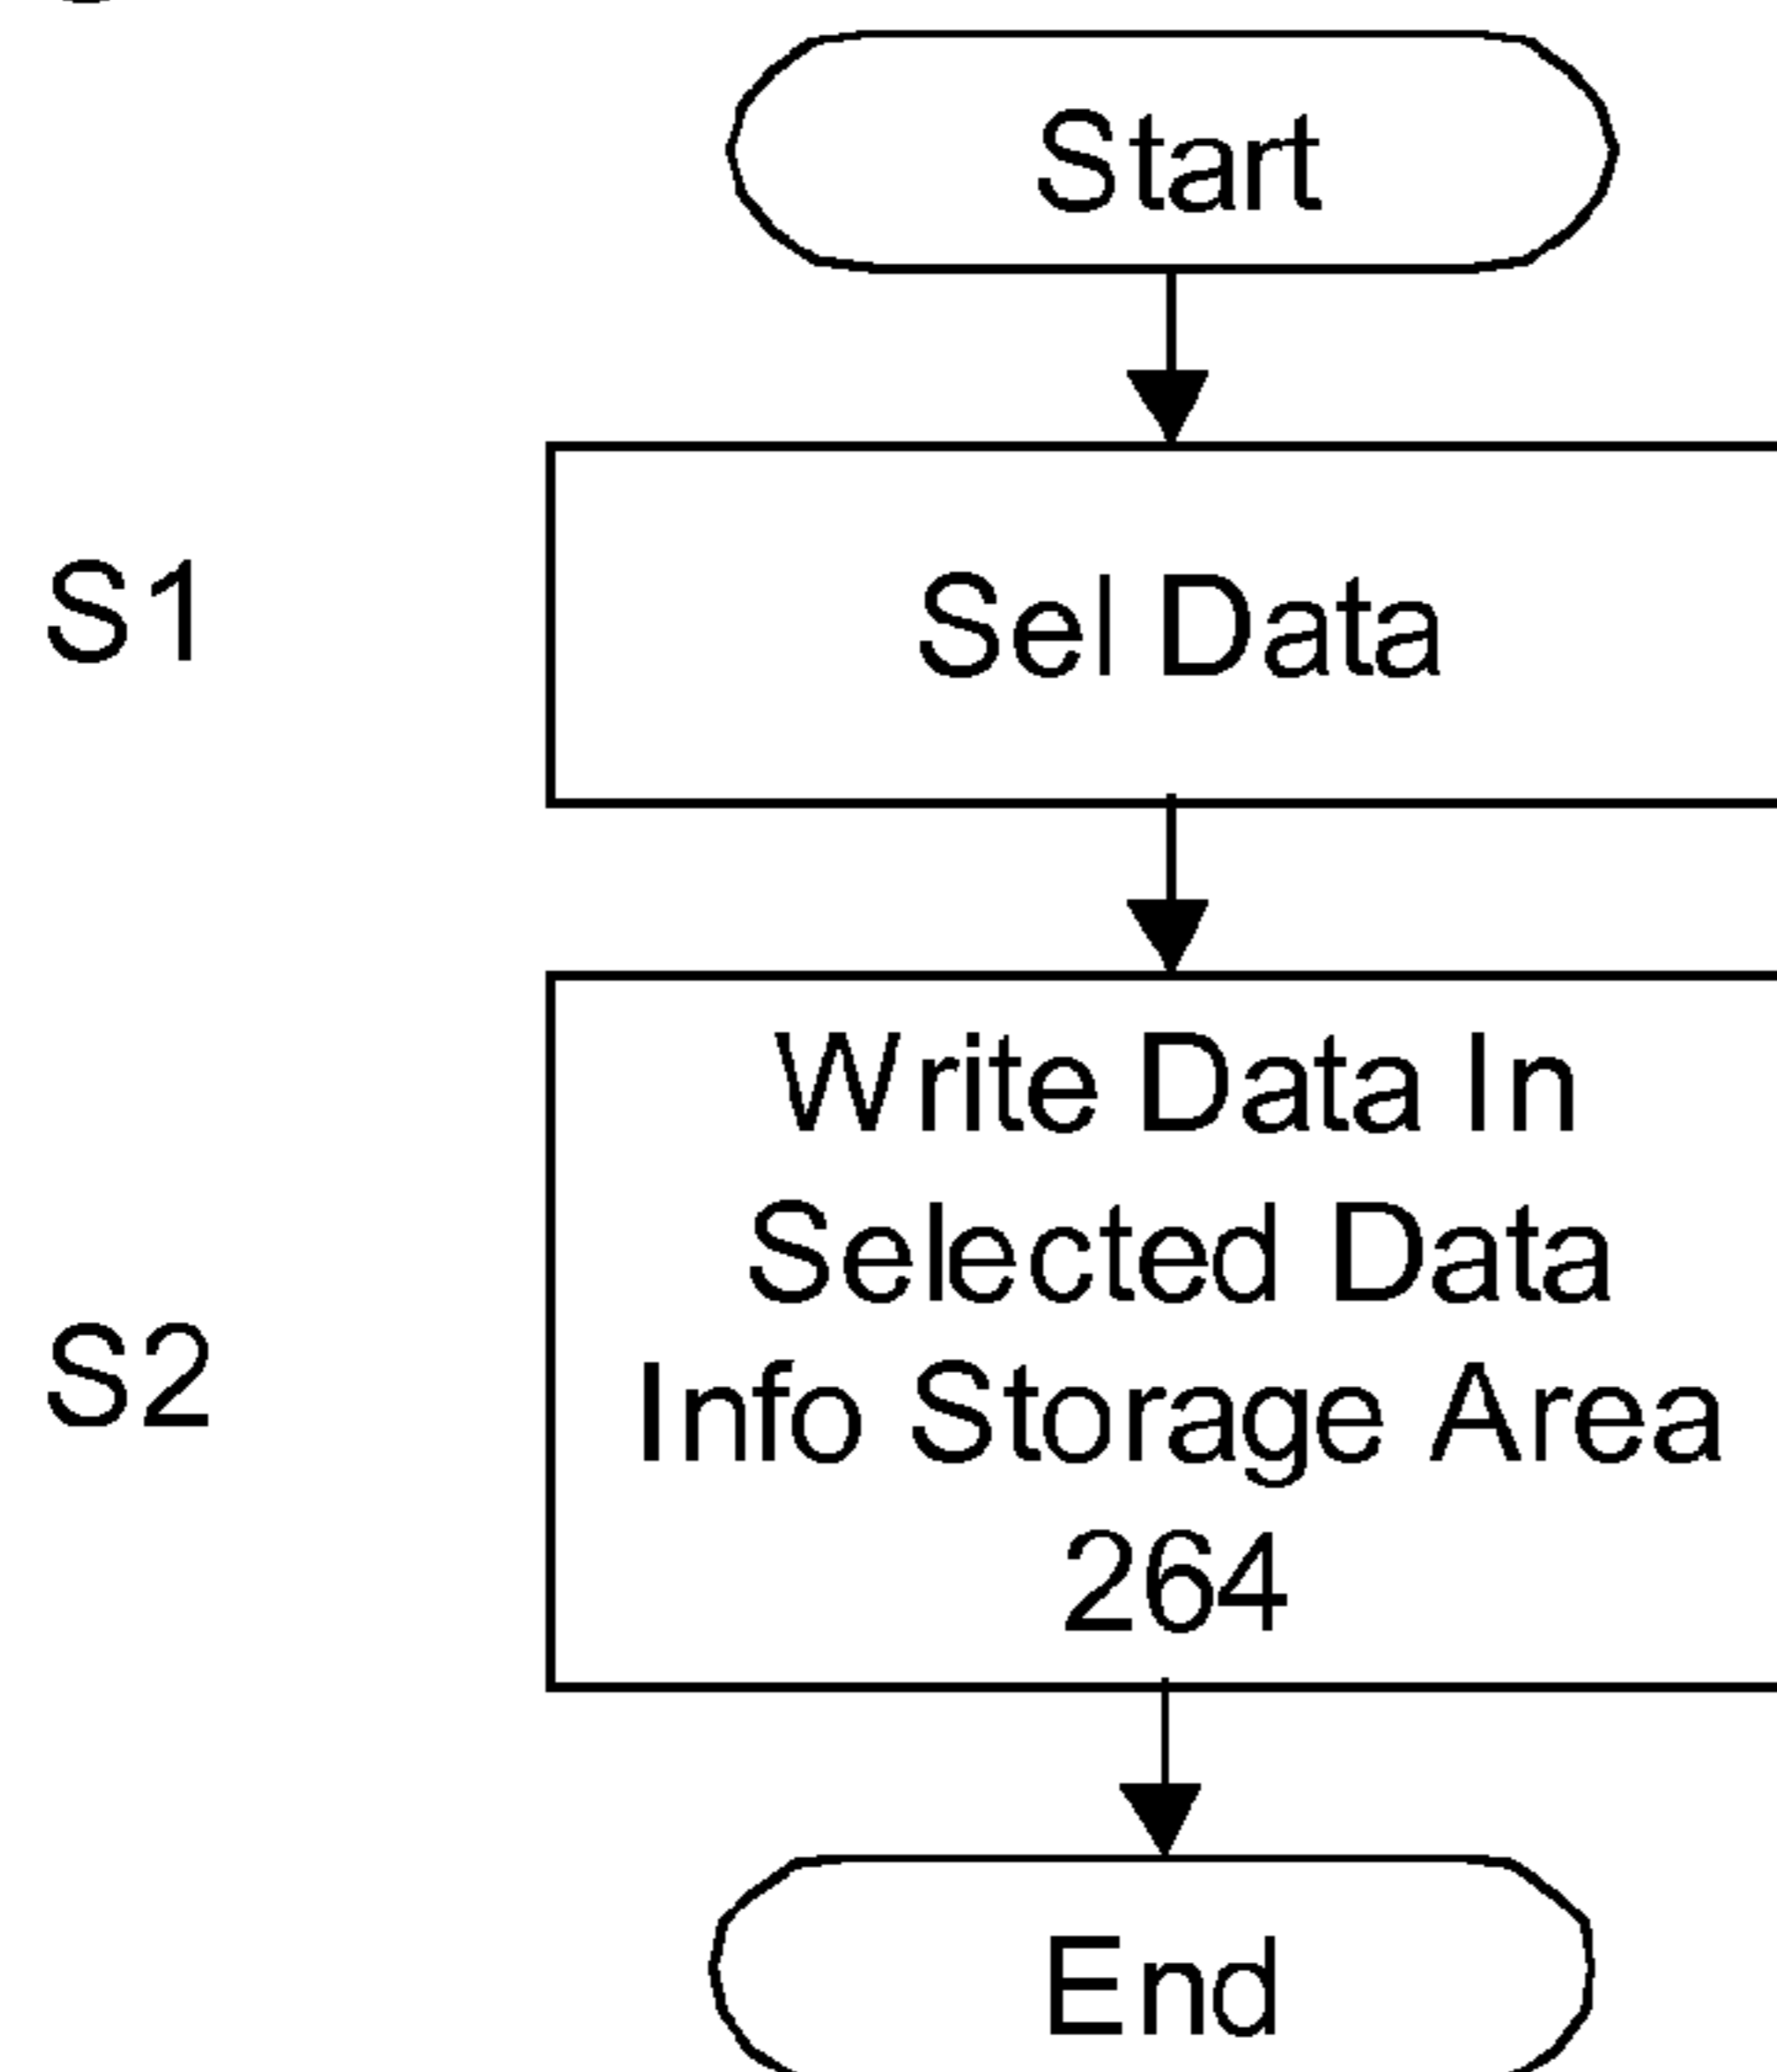 Start
S1
Sel Data
Write Data In
Selected Data
S2
Info Storage Area
264
End